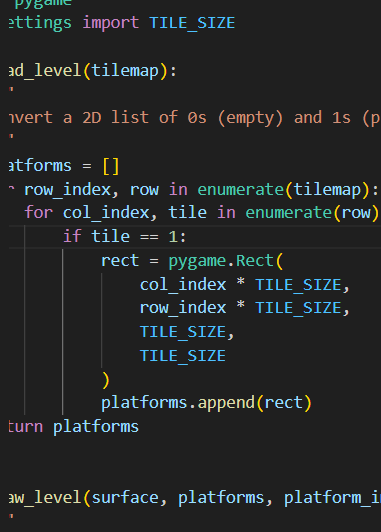 pygame
ettings import TILE_SIZE
ad_level(tilemap):
"
nvert a 2D list of 0s (empty) and 1s (p
"
atforms = []
r row_index, row in enumerate(tilemap):
for col_index, tile in enumerate(row)
if tile == 1:
rect = pygame.Rect(
col_index * TILE_SIZE,
row_index * TILE_SIZE,
TILE_SIZE,
TILE_SIZE
)
platforms.append(rect)
turn platforms
aw_level(surface, platforms, platform_i
"